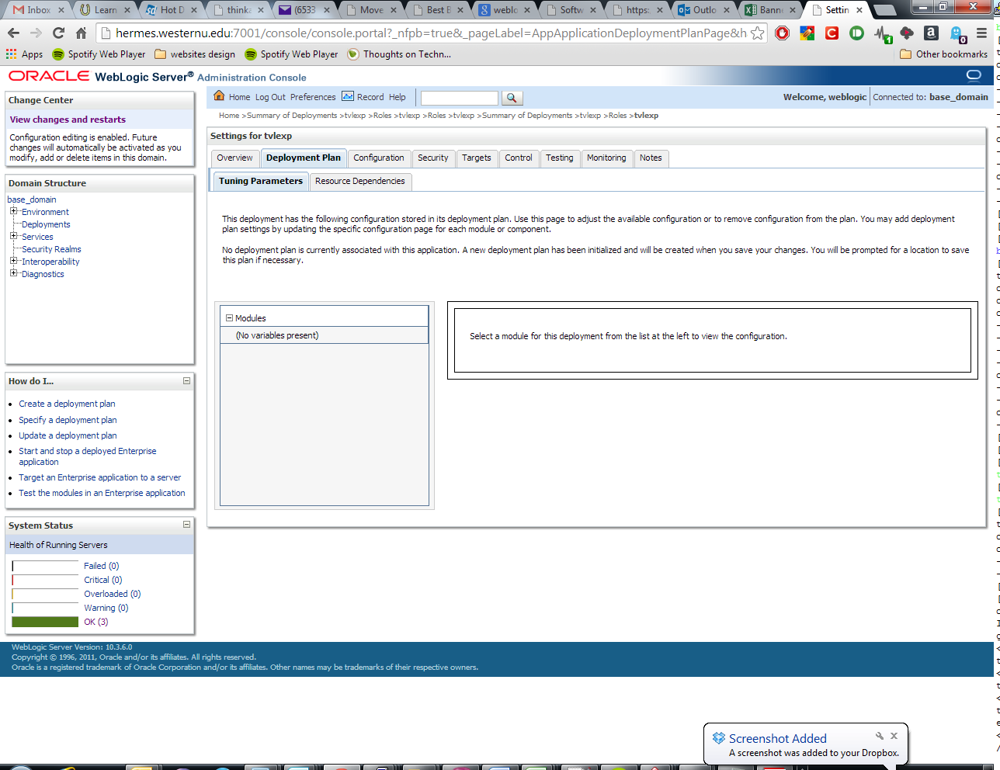 Inbox
Learn
Hot D
thinka
(6533
Move
Best B
weblo
Softw
https:
Outlo
Banne
Settin
hermes.westernu.edu:7001/console/console.portal?_nfpb=true&_pageLabel=AppApplicationDeploymentPlanPage&h
Apps
Spotify Web Player
websites design
Spotify Web Player
Thoughts on Techn...
Other bookmarks
ORACLE WebLogic Server® Administration Console
Change Center
View changes and restarts
Configuration editing is enabled. Future
changes will automatically be activated as you
modify, add or delete items in this domain.
Domain Structure
base_domain
Environment
Deployments
Services
Security Realms
Interoperability
Diagnostics
How do I...
Create a deployment plan
Specify a deployment plan
Update a deployment plan
Start and stop a deployed Enterprise
application
Target an Enterprise application to a server
Test the modules in an Enterprise application
System Status
Health of Running Servers
Failed (0)
Critical (0)
Overloaded (0)
Warning (0)
OK (3)
Home Log Out Preferences Record Help
Welcome, weblogic Connected to: base_domain
Home >Summary of Deployments >tvlexp >Roles >tvlexp >Roles >tvlexp >Summary of Deployments >tvlexp >Roles >tvlexp
Settings for tvlexp
Overview Deployment Plan Configuration Security Targets Control Testing Monitoring Notes
Tuning Parameters Resource Dependencies
This deployment has the following configuration stored in its deployment plan. Use this page to adjust the available configuration or to remove configuration from the plan. You may add deployment
plan settings by updating the specific configuration page for each module or component.
No deployment plan is currently associated with this application. A new deployment plan has been initialized and will be created when you save your changes. You will be prompted for a location to save
this plan if necessary.
Modules
(No variables present)
Select a module for this deployment from the list at the left to view the configuration.
WebLogic Server Version: 10.3.6.0
Copyright © 1996, 2011, Oracle and/or its affiliates. All rights reserved.
Oracle is a registered trademark of Oracle Corporation and/or its affiliates. Other names may be trademarks of their respective owners.
Screenshot Added
A screenshot was added to your Dropbox.